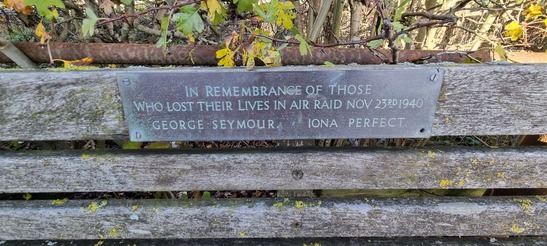 IN REMEMBRANCE OF THOSE
WHO LOST THEIR LIVES IN AIR RAID NOV 23RD 1940
GEORGE SEYMOUR. IONA PERFECT.